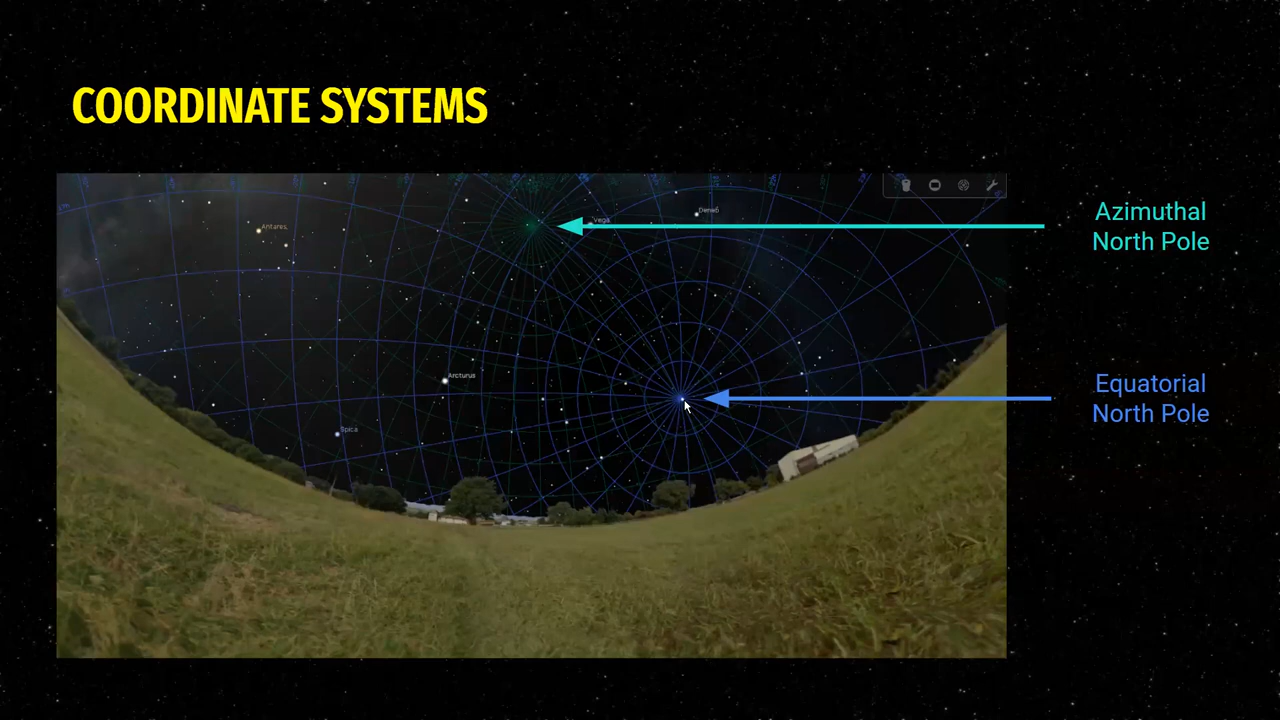 COORDINATE SYSTEMS
Azimuthal
North Pole
Deneb
Vega
Antares
Arcturus
Equatorial
North Pole
Spica